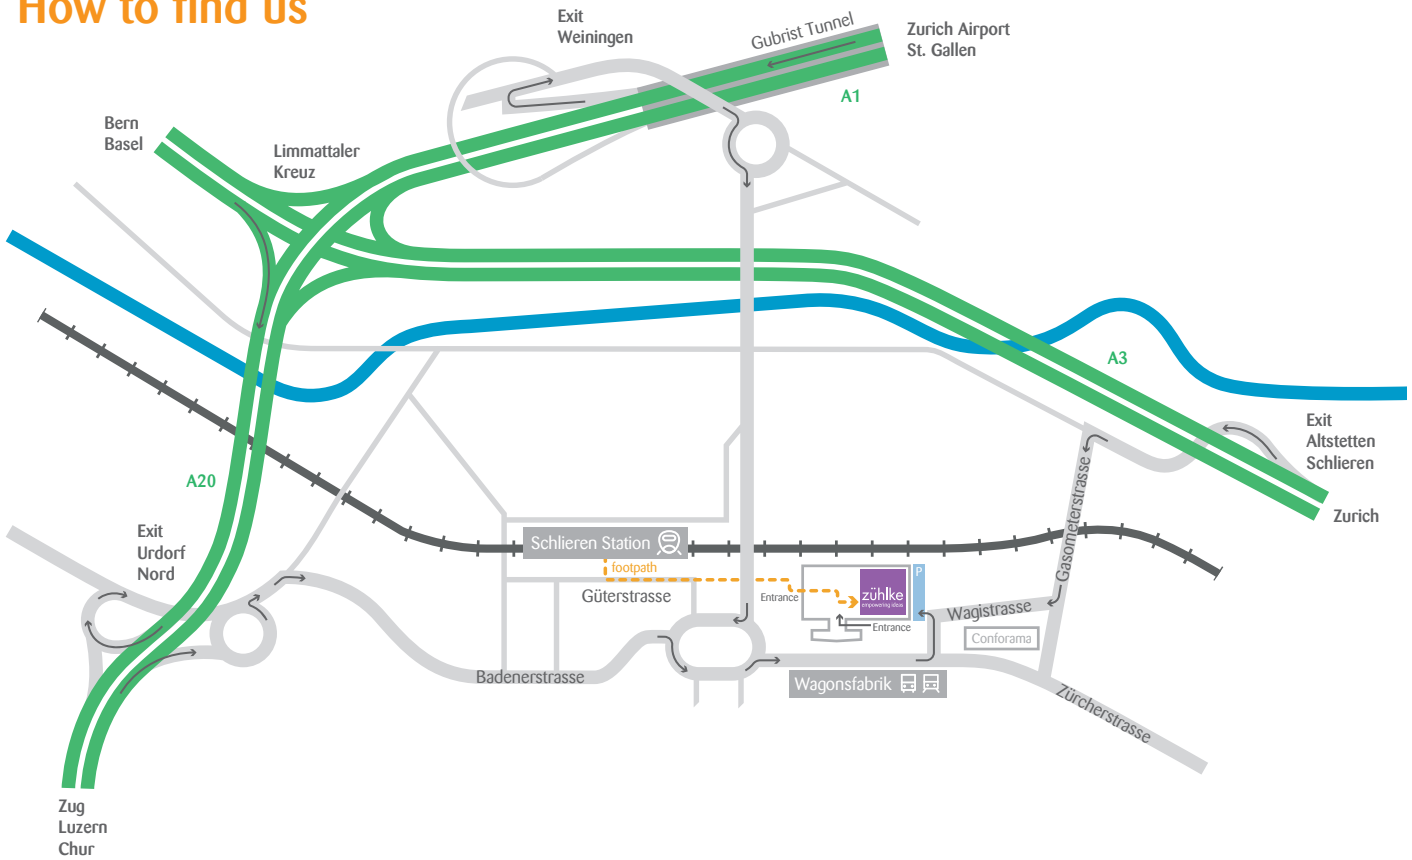 How to find us
Exit
Weiningen
Gubrist Tunnel
Zurich Airport
St. Gallen
A1
Bern
Basel
Limmattaler
Kreuz
A3
Exit
Altstetten
Schlieren
Zurich
A20
Exit
Urdorf
Nord
Schlieren Station
footpath
Güterstrasse
Entrance
zühlke
empowering ideas
P
Entrance
Gasometerstrasse
Wagistrasse
Conforama
Badenerstrasse
Wagonsfabrik
Zürcherstrasse
Zug
Luzern
Chur